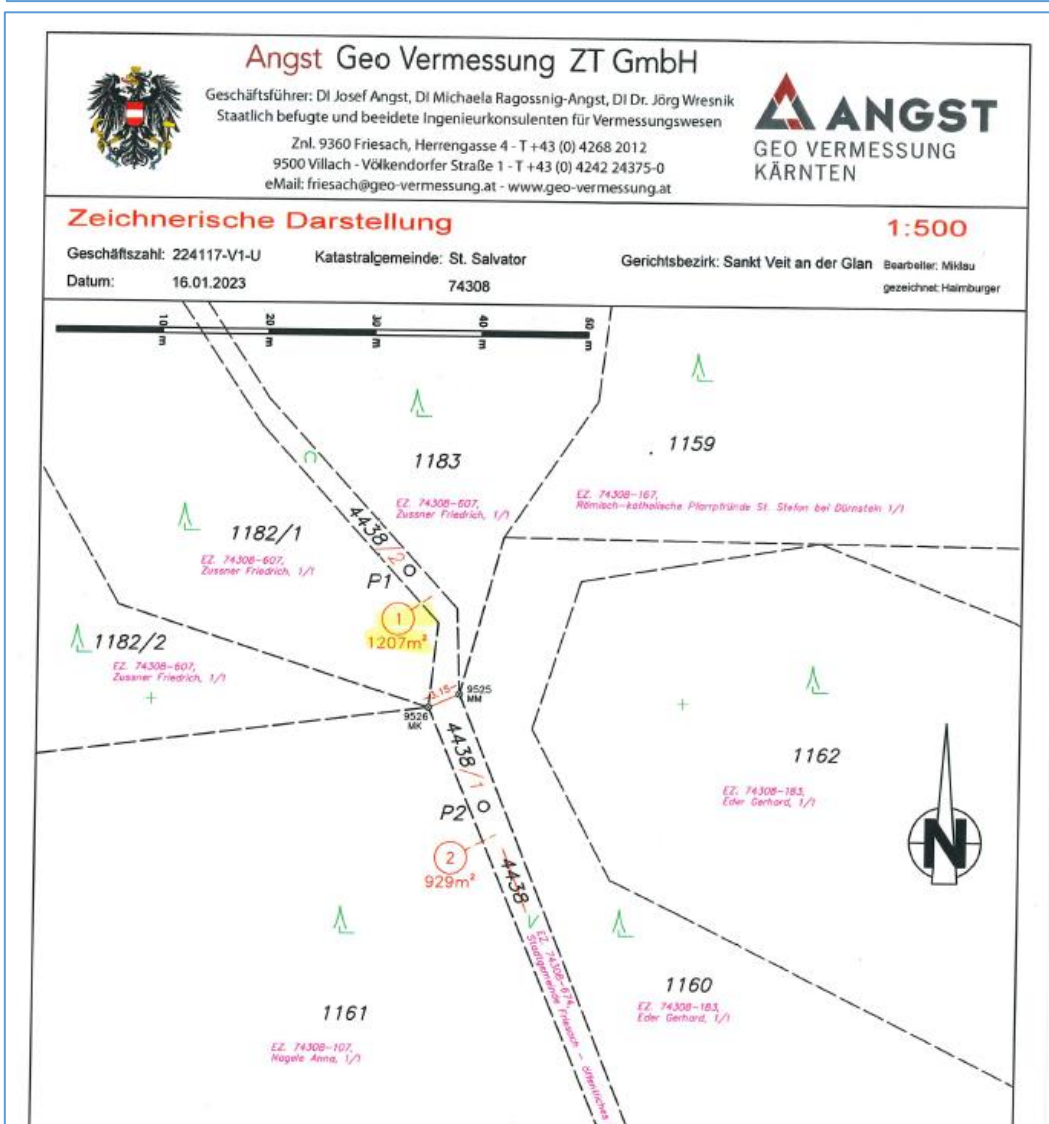 Angst Geo Vermessung ZT GmbH
Geschäftsführer: DI Josef Angst, DI Michaela Ragossnig-Angst, DI Dr. Jörg Wresnik
Staatlich befugte und beeidete Ingenieurkonsulenten für Vermessungswesen
Znl. 9360 Friesach, Herrengasse 4 - T +43 (0) 4268 2012
9500 Villach - Völkendorfer Straße 1 - T +43 (0) 4242 24375-0
eMail: friesach@geo-vermessung.at - www.geo-vermessung.at
ANGST
GEO VERMESSUNG
KÄRNTEN
Zeichnerische Darstellung
1:500
Geschäftszahl: 224117-V1-U
Katastralgemeinde: St. Salvator
Gerichtsbezirk: Sankt Veit an der Glan
Bearbeiter: Miklau
Datum: 16.01.2023
74308
gezeichnet: Haimburger
10 m
20 m
30 m
40 m
50 m
1183
EZ. 74308-607,
Zussner Friedrich, 1/1
1159
EZ. 74308-167,
Römisch-katholische Pfarrpfründe St. Stefan bei Dürnstein 1/1
1182/1
EZ. 74308-607,
Zussner Friedrich, 1/1
4438/2
P1
1
1207m²
1182/2
EZ. 74308-607,
Zussner Friedrich, 1/1
3.15
9525
MM
9526
MK
4438/1
P2
2
929m²
4438
1162
EZ. 74308-183,
Eder Gerhard, 1/1
N
EZ. 74308-674,
Stadtgemeinde Friesach - öffentliches
1160
EZ. 74308-183,
Eder Gerhard, 1/1
1161
EZ. 74308-107,
Nagele Anna, 1/1